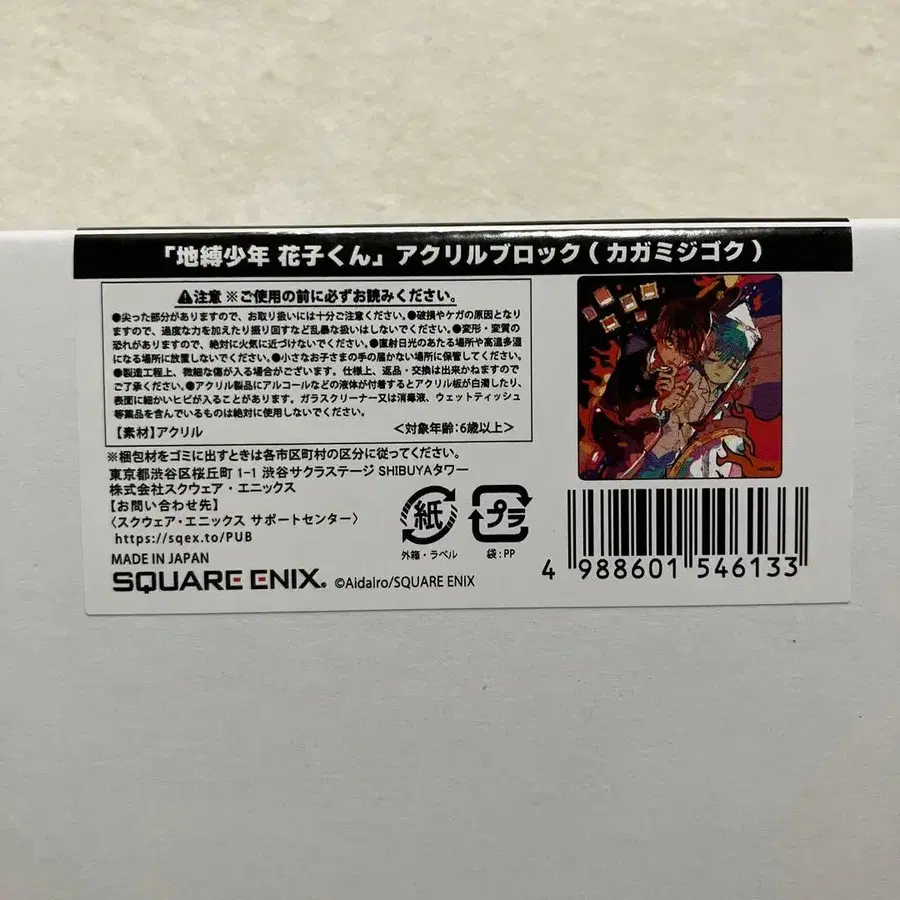 「地縛少年 花子くん」アクリルブロック(カガミジゴク)
⚠注意 ※ご使用の前に必ずお読みください。
●尖った部分がありますので、お取り扱いには十分ご注意ください。●破損やケガの原因となり
ますので、過度な力を加えたり振り回すなど乱暴な扱いはしないでください。●変形・変質の
恐れがありますので、絶対に火気に近づけないでください。●直射日光のあたる場所や高温多湿
になる場所に放置しないでください。●小さなお子さまの手の届かない場所に保管してください。
●製造工程上、微細な傷が入る場合がございます。仕様上、返品・交換は出来かねますので
ご了承ください。●アクリル製品にアルコールなどの液体が付着するとアクリル板が白濁したり、
表面に細かいヒビが入ることがあります。ガラスクリーナー又は消毒液、ウェットティッシュ
等薬品を含んでいるものは絶対に使用しないでください。
【素材】アクリル <対象年齢:6歳以上>
※梱包材をゴミに出すときは各市区町村の区分に従ってください。
東京都渋谷区桜丘町 1-1 渋谷サクラステージ SHIBUYAタワー
株式会社スクウェア・エニックス
【お問い合わせ先】
〈スクウェア・エニックス サポートセンター〉
https://sqex.to/PUB
MADE IN JAPAN
SQUARE ENIX. ©AidaIro/SQUARE ENIX
紙
外箱・ラベル
プラ
袋:PP
4 988601 546133